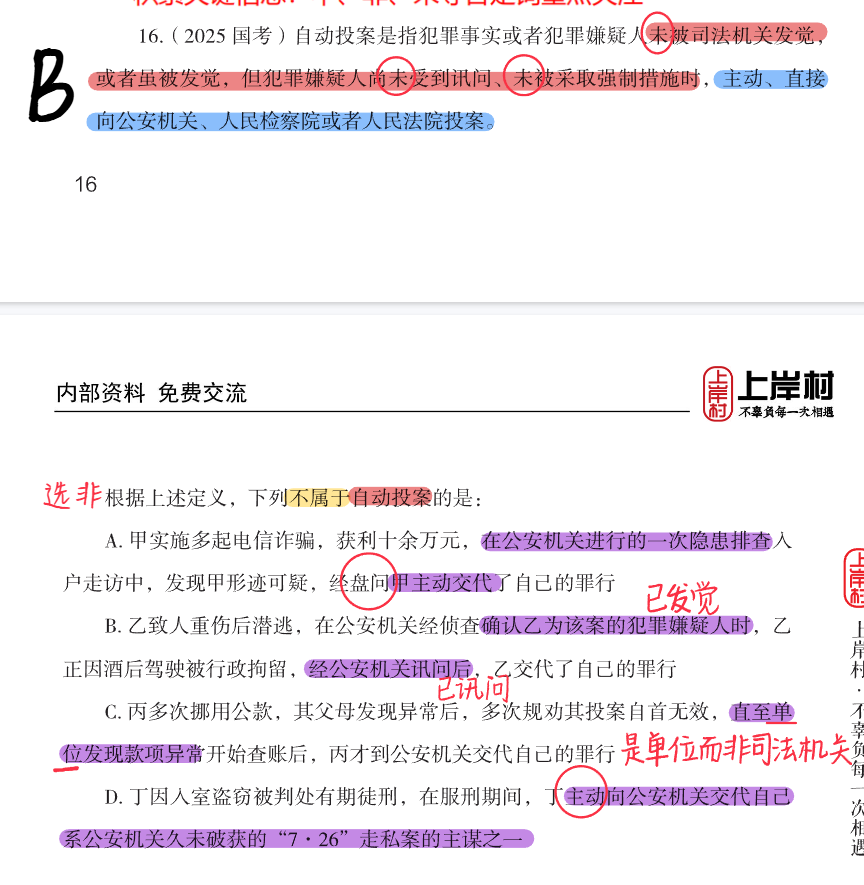 B
16.（2025 国考）自动投案是指犯罪事实或者犯罪嫌疑人未被司法机关发觉，
或者虽被发觉，但犯罪嫌疑人尚未受到讯问、未被采取强制措施时，主动、直接
向公安机关、人民检察院或者人民法院投案。
16
内部资料 免费交流
上岸村
上岸村
不辜负每一次相遇
选非
根据上述定义，下列不属于自动投案的是：
A. 甲实施多起电信诈骗，获利十余万元，在公安机关进行的一次隐患排查入
户走访中，发现甲形迹可疑，经盘问甲主动交代了自己的罪行
已发觉
B. 乙致人重伤后潜逃，在公安机关经侦查确认乙为该案的犯罪嫌疑人时，乙
正因酒后驾驶被行政拘留，经公安机关讯问后，乙交代了自己的罪行
已讯问
C. 丙多次挪用公款，其父母发现异常后，多次规劝其投案自首无效，直至单
位发现款项异常开始查账后，丙才到公安机关交代自己的罪行
是单位而非司法机关
D. 丁因入室盗窃被判处有期徒刑，在服刑期间，丁主动向公安机关交代自己
系公安机关久未破获的“7·26”走私案的主谋之一
上岸村·不辜负每一次相遇